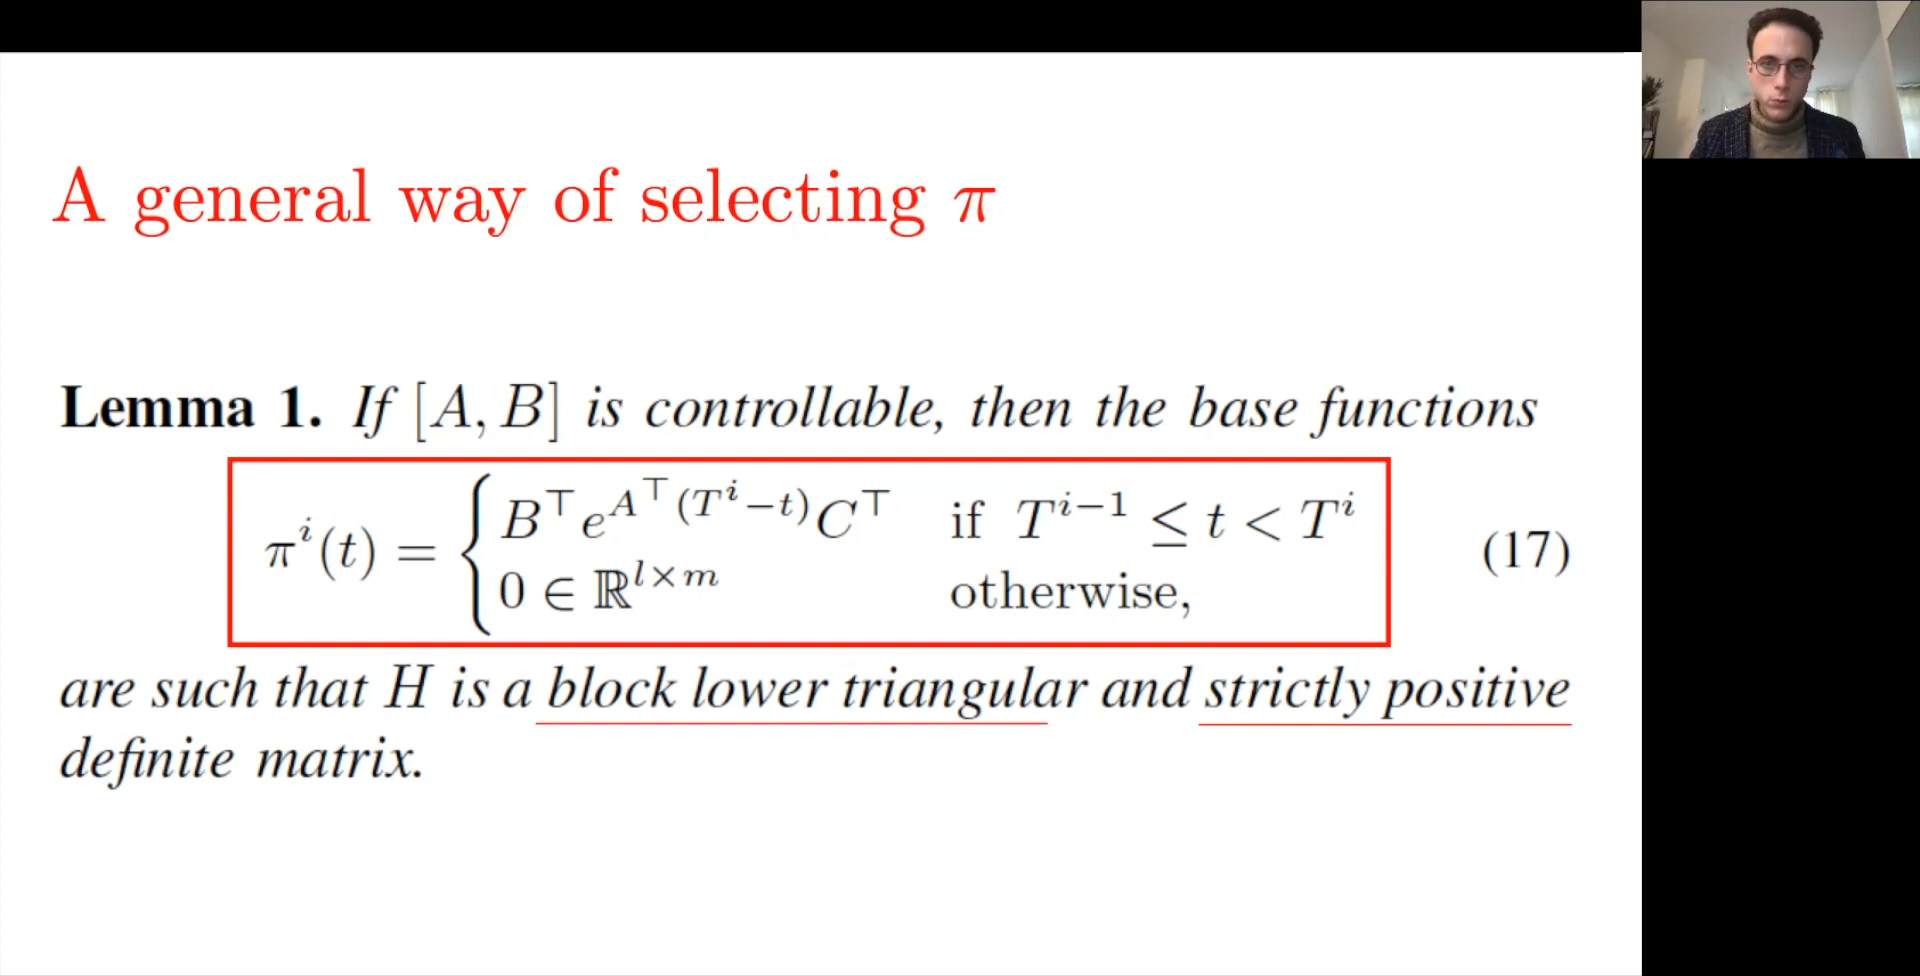 A general way of selecting π
Lemma 1. If [A, B] is controllable, then the base functions
π^i(t) = { B^⊤ e^{A^⊤(T^i−t)} C^⊤ if T^{i−1} ≤ t < T^i
0 ∈ ℝ^{l×m} otherwise, (17)
are such that H is a block lower triangular and strictly positive
definite matrix.